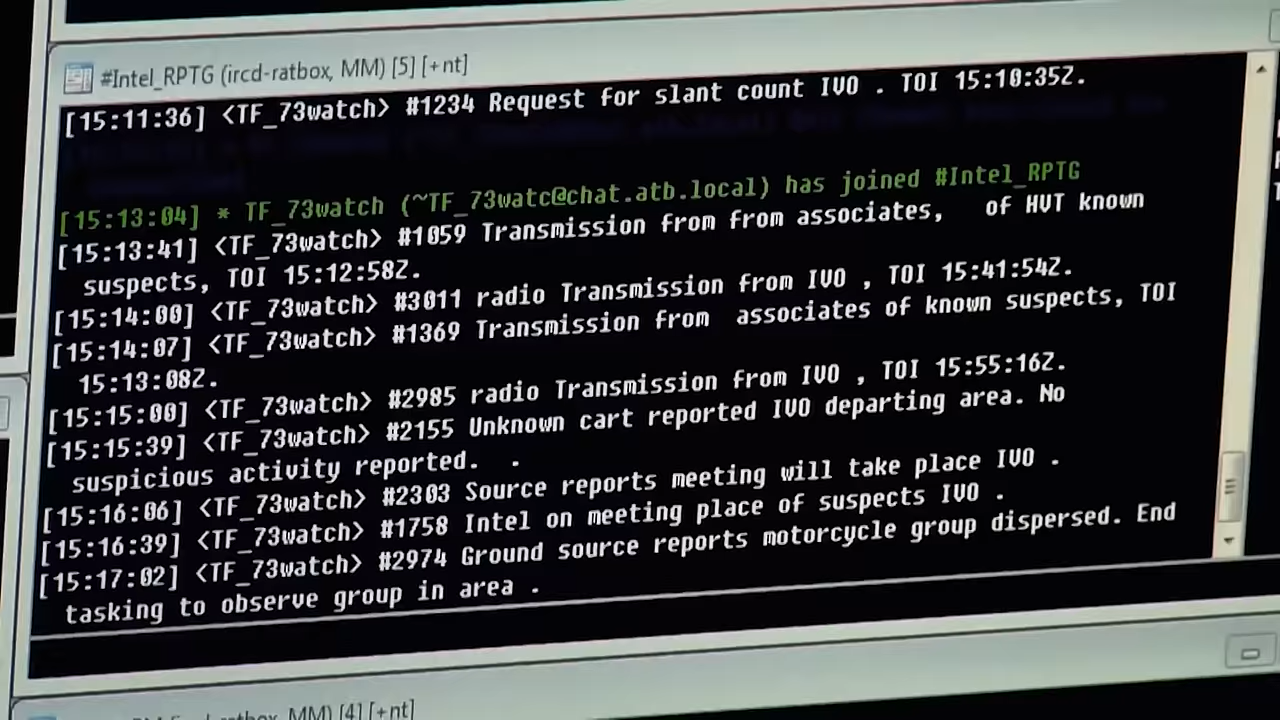 #Intel_RPTG (ircd-ratbox, MM) [5] [+nt]
[15:11:36] <TF_73watch> #1234 Request for slant count IVO . TOI 15:10:35Z.
[15:13:04] * TF_73watch (~TF_73watc@chat.atb.local) has joined #Intel_RPTG
[15:13:41] <TF_73watch> #1059 Transmission from from associates, of HVT known
suspects, TOI 15:12:58Z.
[15:14:00] <TF_73watch> #3011 radio Transmission from IVO , TOI 15:41:54Z.
[15:14:07] <TF_73watch> #1369 Transmission from associates of known suspects, TOI
15:13:08Z.
[15:15:00] <TF_73watch> #2985 radio Transmission from IVO , TOI 15:55:16Z.
[15:15:39] <TF_73watch> #2155 Unknown cart reported IVO departing area. No
suspicious activity reported. .
[15:16:06] <TF_73watch> #2303 Source reports meeting will take place IVO .
[15:16:39] <TF_73watch> #1758 Intel on meeting place of suspects IVO .
[15:17:02] <TF_73watch> #2974 Ground source reports motorcycle group dispersed. End
tasking to observe group in area .
MM) [4] [+nt]